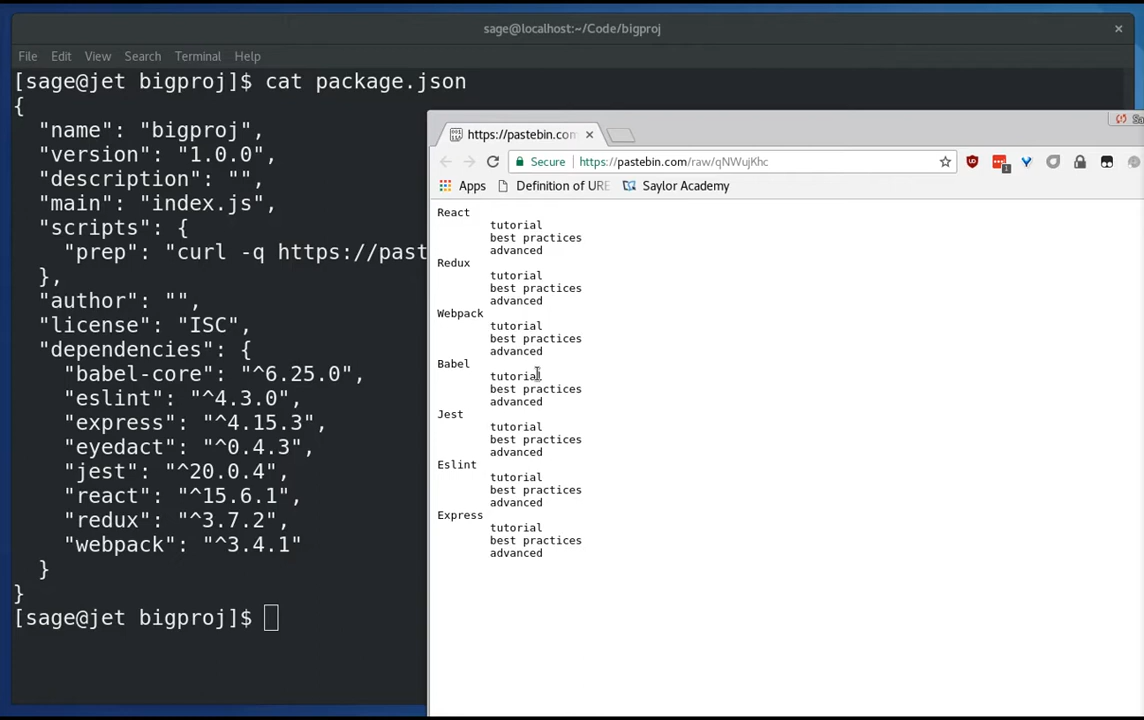 sage@localhost:~/Code/bigproj
File Edit View Search Terminal Help
[sage@jet bigproj]$ cat package.json
{
"name": "bigproj",
"version": "1.0.0",
"description": "",
"main": "index.js",
"scripts": {
"prep": "curl -q https://past
},
"author": "",
"license": "ISC",
"dependencies": {
"babel-core": "^6.25.0",
"eslint": "^4.3.0",
"express": "^4.15.3",
"eyedact": "^0.4.3",
"jest": "^20.0.4",
"react": "^15.6.1",
"redux": "^3.7.2",
"webpack": "^3.4.1"
}
}
[sage@jet bigproj]$
https://pastebin.com
Sa
Secure https://pastebin.com/raw/qNWujKhc
1
Apps Definition of URE Saylor Academy
React
tutorial
best practices
advanced
Redux
tutorial
best practices
advanced
Webpack
tutorial
best practices
advanced
Babel
tutorial
best practices
advanced
Jest
tutorial
best practices
advanced
Eslint
tutorial
best practices
advanced
Express
tutorial
best practices
advanced